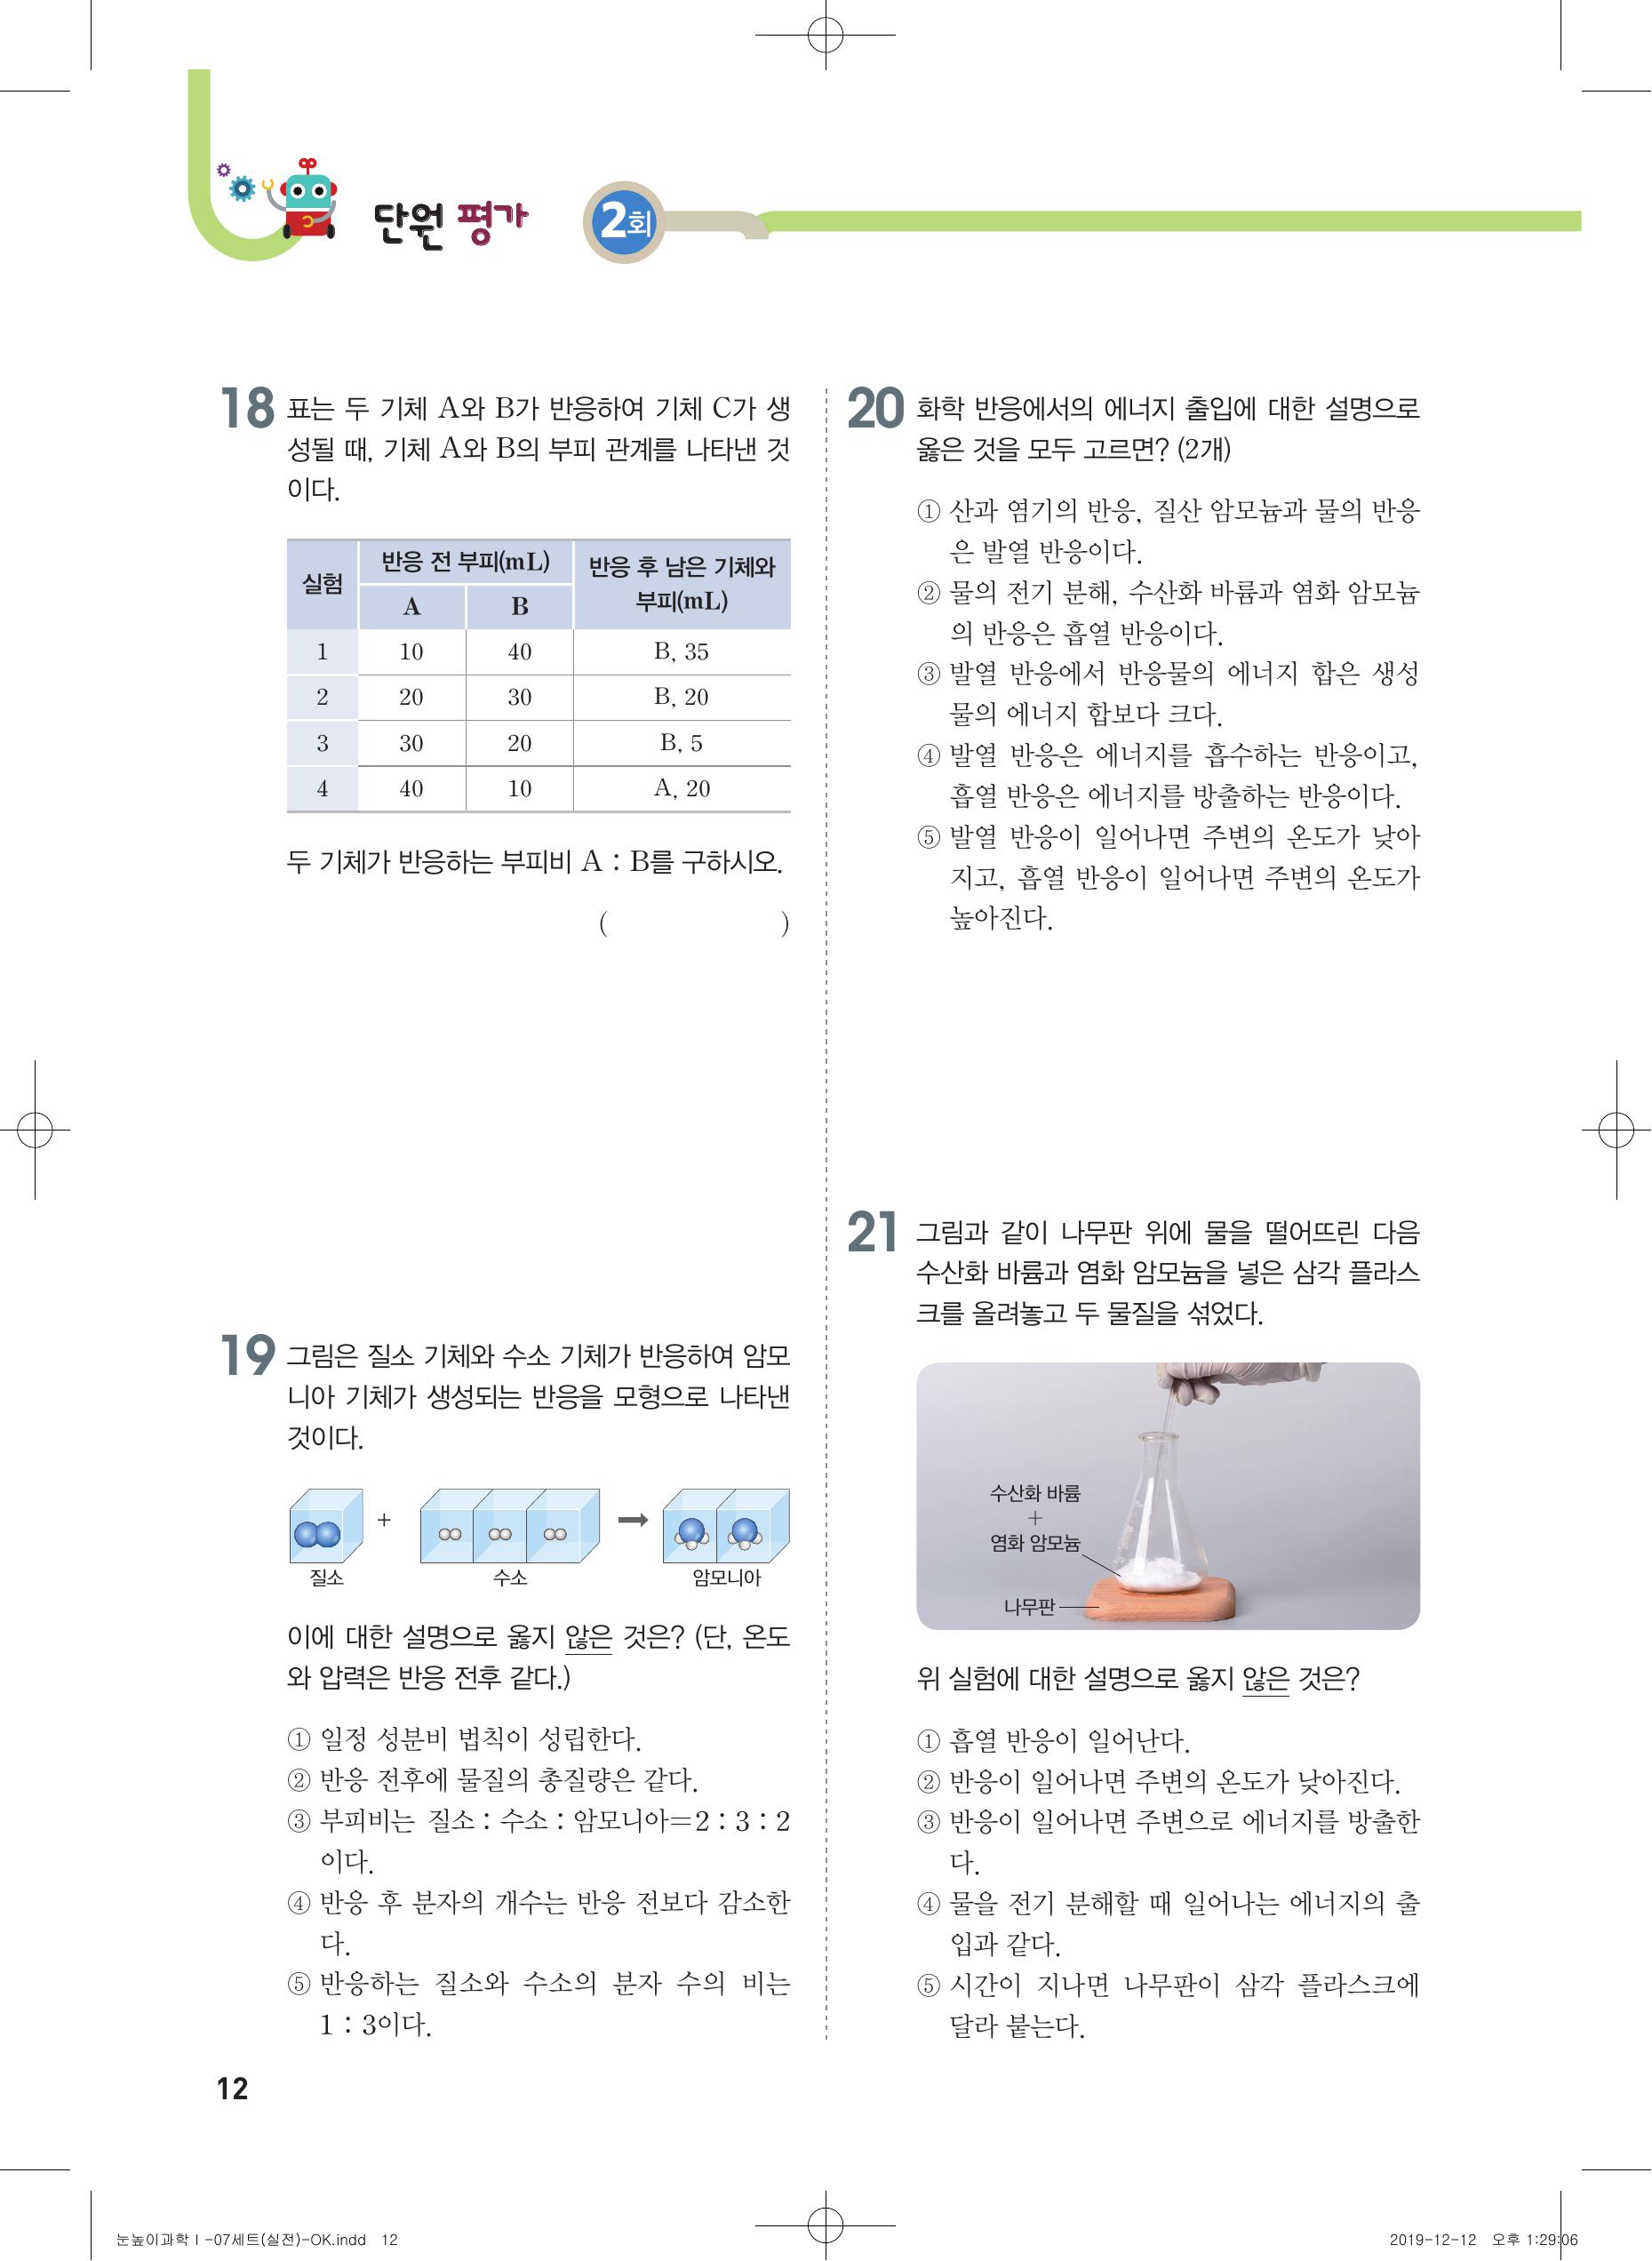 단원 평가 2회
18 표는 두 기체 A와 B가 반응하여 기체 C가 생
성될 때, 기체 A와 B의 부피 관계를 나타낸 것
이다.
실험 반응 전 부피(mL) 반응 후 남은 기체와
부피(mL)
A B
1 10 40 B, 35
2 20 30 B, 20
3 30 20 B, 5
4 40 10 A, 20
두 기체가 반응하는 부피비 A : B를 구하시오.
( )
19 그림은 질소 기체와 수소 기체가 반응하여 암모
니아 기체가 생성되는 반응을 모형으로 나타낸
것이다.
+
질소 수소 암모니아
이에 대한 설명으로 옳지 않은 것은? (단, 온도
와 압력은 반응 전후 같다.)
① 일정 성분비 법칙이 성립한다.
② 반응 전후에 물질의 총질량은 같다.
③ 부피비는 질소 : 수소 : 암모니아=2 : 3 : 2
이다.
④ 반응 후 분자의 개수는 반응 전보다 감소한
다.
⑤ 반응하는 질소와 수소의 분자 수의 비는
1 : 3이다.
20 화학 반응에서의 에너지 출입에 대한 설명으로
옳은 것을 모두 고르면? (2개)
① 산과 염기의 반응, 질산 암모늄과 물의 반응
은 발열 반응이다.
② 물의 전기 분해, 수산화 바륨과 염화 암모늄
의 반응은 흡열 반응이다.
③ 발열 반응에서 반응물의 에너지 합은 생성
물의 에너지 합보다 크다.
④ 발열 반응은 에너지를 흡수하는 반응이고,
흡열 반응은 에너지를 방출하는 반응이다.
⑤ 발열 반응이 일어나면 주변의 온도가 낮아
지고, 흡열 반응이 일어나면 주변의 온도가
높아진다.
21 그림과 같이 나무판 위에 물을 떨어뜨린 다음
수산화 바륨과 염화 암모늄을 넣은 삼각 플라스
크를 올려놓고 두 물질을 섞었다.
수산화 바륨
+
염화 암모늄
나무판
위 실험에 대한 설명으로 옳지 않은 것은?
① 흡열 반응이 일어난다.
② 반응이 일어나면 주변의 온도가 낮아진다.
③ 반응이 일어나면 주변으로 에너지를 방출한
다.
④ 물을 전기 분해할 때 일어나는 에너지의 출
입과 같다.
⑤ 시간이 지나면 나무판이 삼각 플라스크에
달라 붙는다.
12
눈높이과학Ⅰ-07세트(실전)-OK.indd 12
2019-12-12 오후 1:29:06